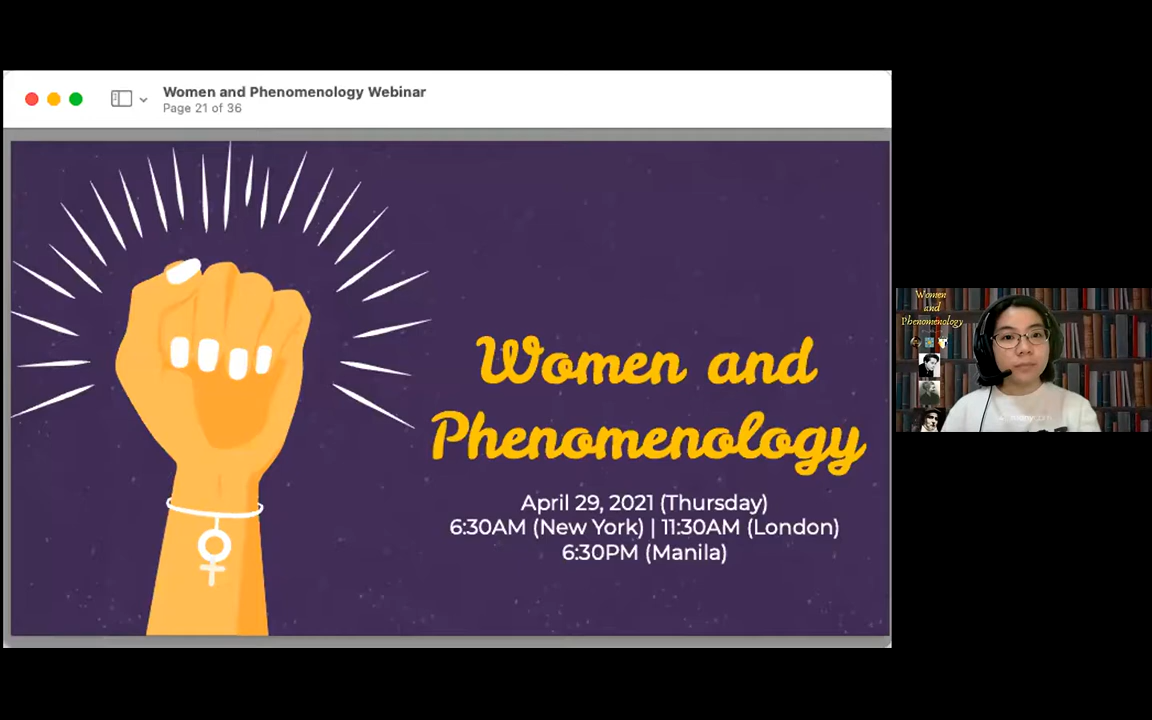 Women and Phenomenology Webinar
Page 21 of 36
Women and
Phenomenology
April 29, 2021 (Thursday)
6:30AM (New York) | 11:30AM (London)
6:30PM (Manila)
Women
and
Phenomenology